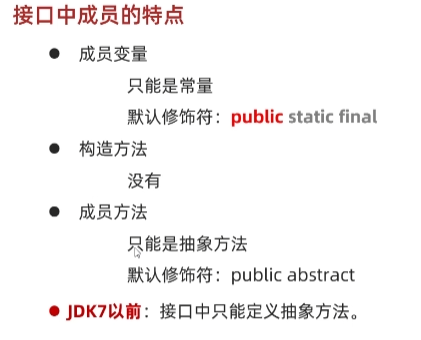 接口中成员的特点
● 成员变量
只能是常量
默认修饰符：public static final
● 构造方法
没有
● 成员方法
只能是抽象方法
默认修饰符：public abstract
● JDK7以前：接口中只能定义抽象方法。